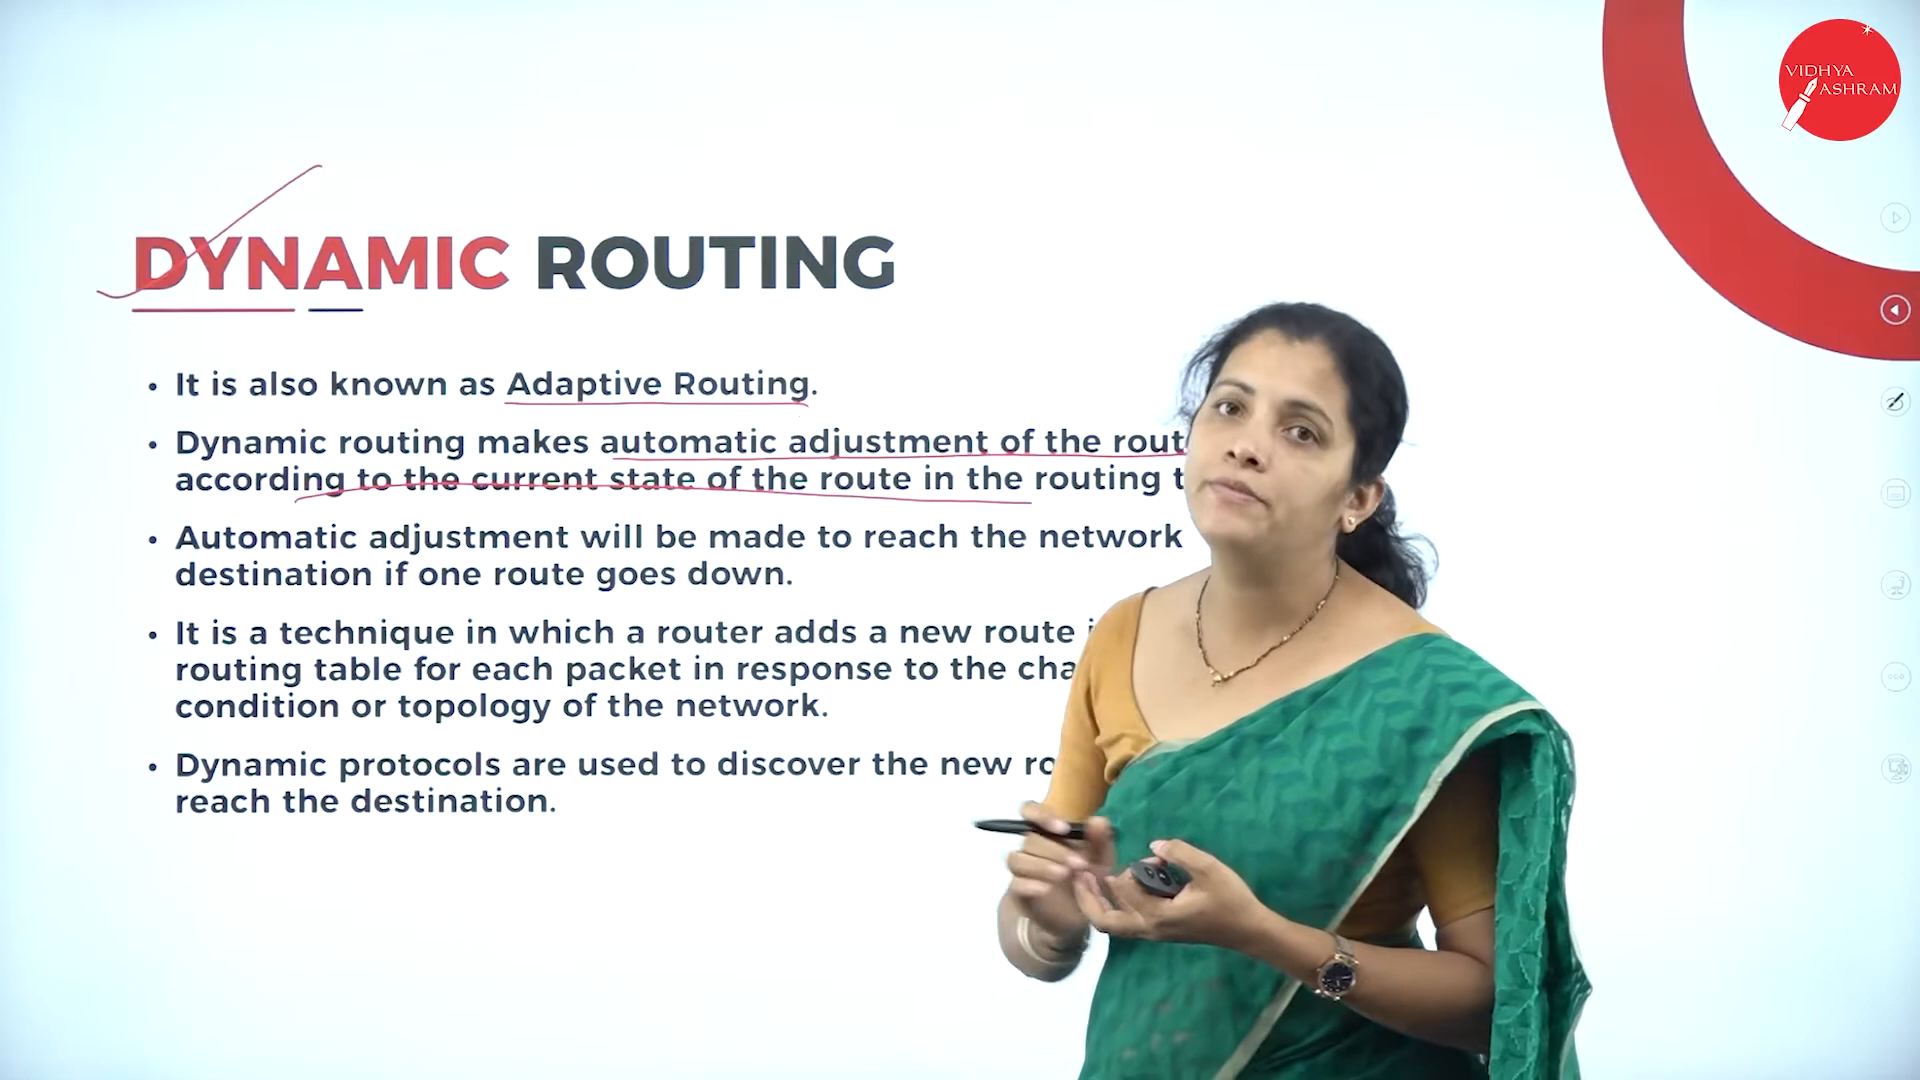 VIDHYA
ASHRAM
DYNAMIC ROUTING
• It is also known as Adaptive Routing.
• Dynamic routing makes automatic adjustment of the
according to the current state of the route in the routing
• Automatic adjustment will be made to reach the network
destination if one route goes down.
• It is a technique in which a router adds a new route
routing table for each packet in response to the
condition or topology of the network.
• Dynamic protocols are used to discover the new
reach the destination.